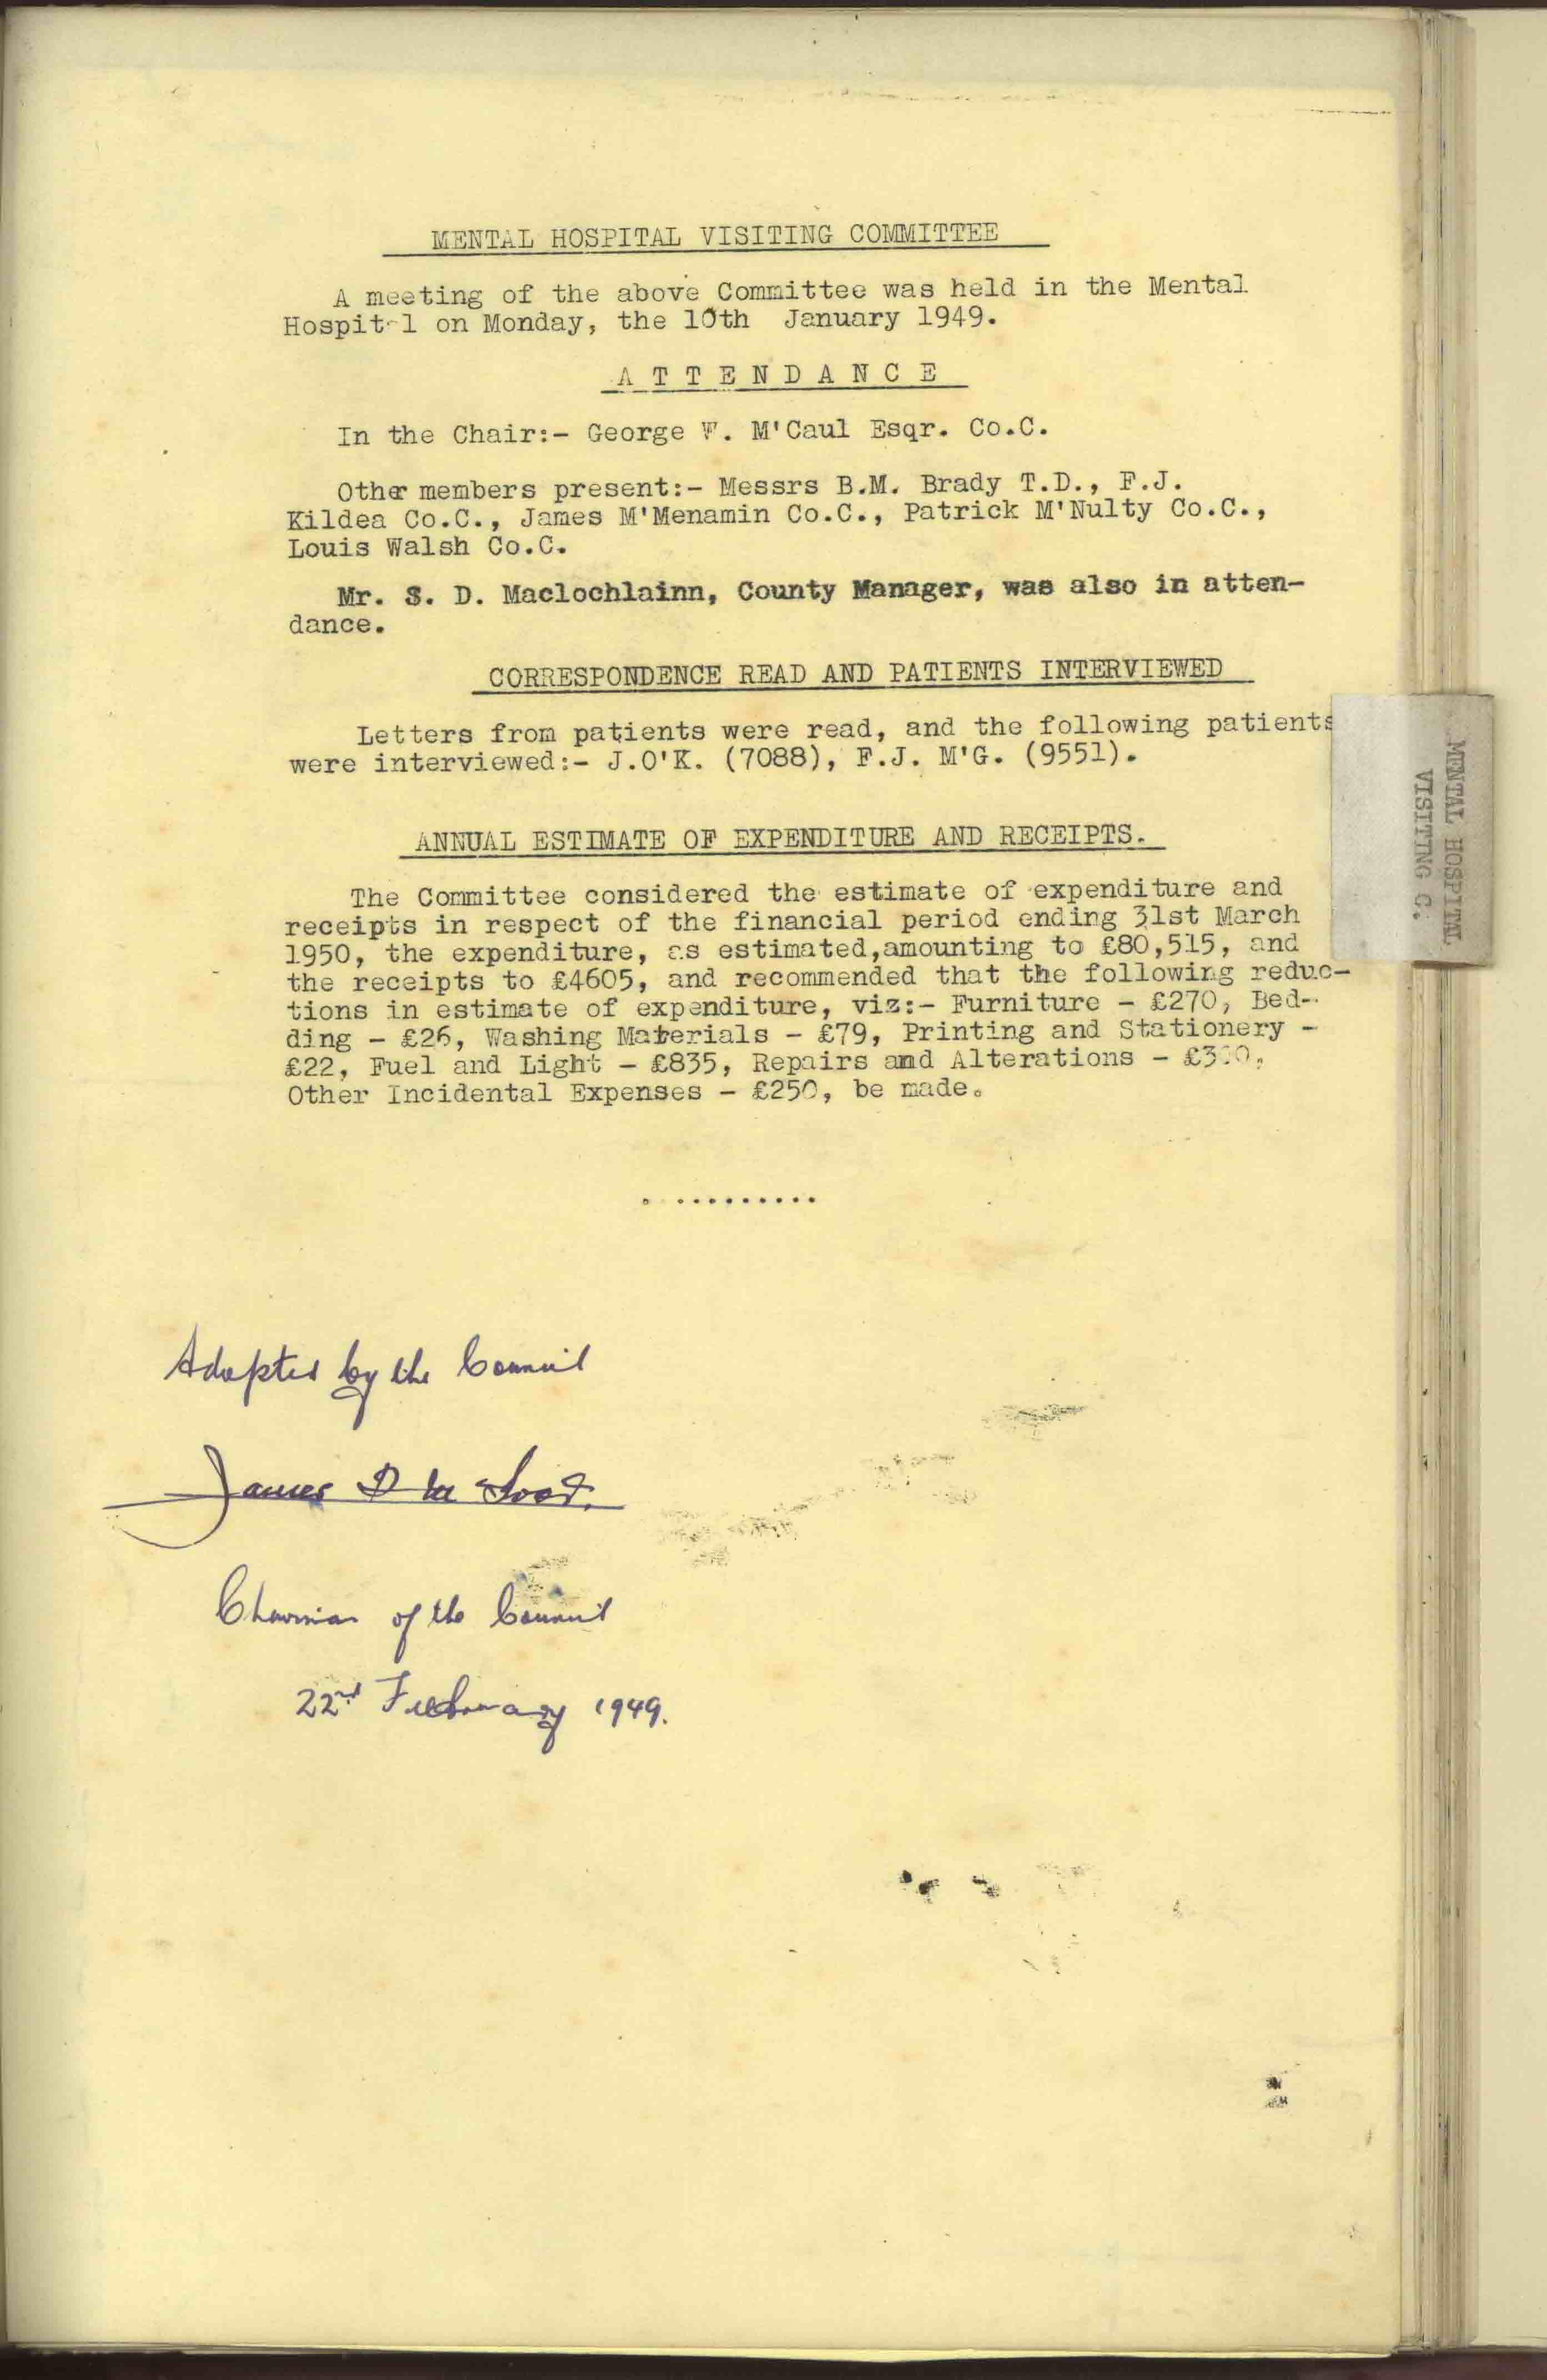 MENTAL HOSPITAL VISITING COMMITTEE
A meeting of the above Committee was held in the Mental
Hospital on Monday, the 10th January 1949.
A T T E N D A N C E
In the Chair:- George W. M'Caul Esqr. Co.C.
Other members present:- Messrs B.M. Brady T.D., F.J.
Kildea Co.C., James M'Menamin Co.C., Patrick M'Nulty Co.C.,
Louis Walsh Co.C.
Mr. S. D. Maclochlainn, County Manager, was also in atten-
dance.
CORRESPONDENCE READ AND PATIENTS INTERVIEWED
Letters from patients were read, and the following patients
were interviewed:- J.O'K. (7088), F.J. M'G. (9551).
ANNUAL ESTIMATE OF EXPENDITURE AND RECEIPTS.
The Committee considered the estimate of expenditure and
receipts in respect of the financial period ending 31st March
1950, the expenditure, as estimated,amounting to £80,515, and
the receipts to £4605, and recommended that the following reduc-
tions in estimate of expenditure, viz:- Furniture - £270, Bed-
ding - £26, Washing Materials - £79, Printing and Stationery -
£22, Fuel and Light - £835, Repairs and Alterations -
Other Incidental Expenses - £250, be made.
. .........
Adopted by the Council
James
Chairman of the Council
22nd February 1949.
MENTAL HOSPITAL
VISITING C.